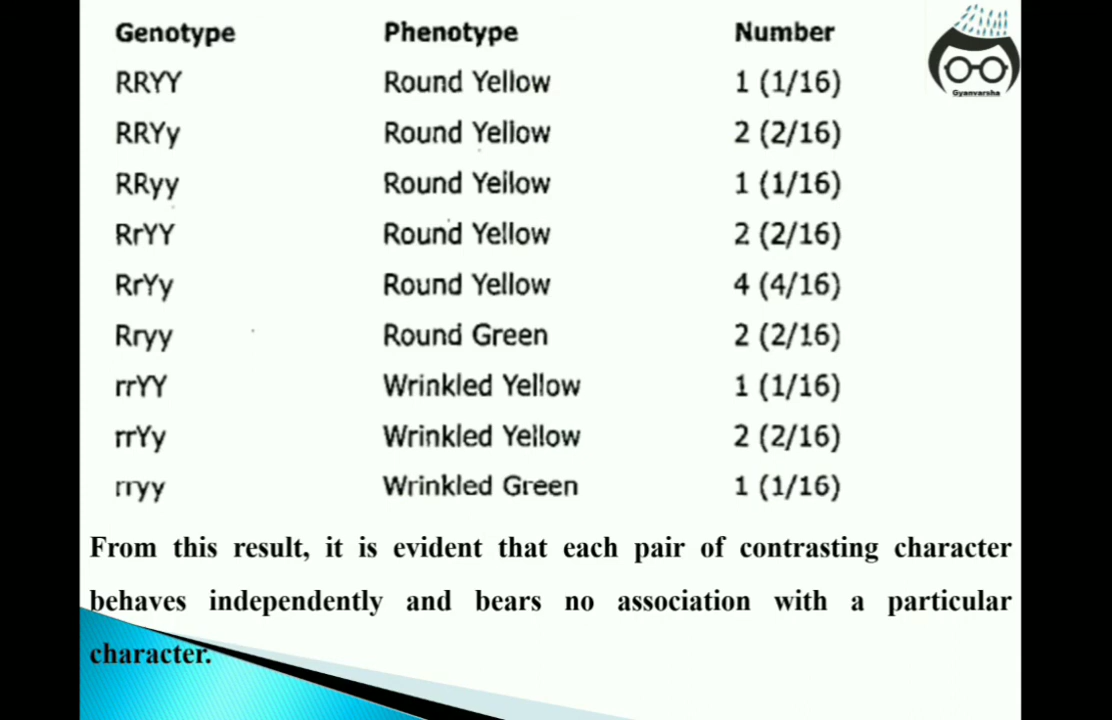 Genotype Phenotype Number
Gyanvarsha
RRYY Round Yellow 1 (1/16)
RRYy Round Yellow 2 (2/16)
RRyy Round Yellow 1 (1/16)
RrYY Round Yellow 2 (2/16)
RrYy Round Yellow 4 (4/16)
Rryy Round Green 2 (2/16)
rrYY Wrinkled Yellow 1 (1/16)
rrYy Wrinkled Yellow 2 (2/16)
rryy Wrinkled Green 1 (1/16)
From this result, it is evident that each pair of contrasting character
behaves independently and bears no association with a particular
character.